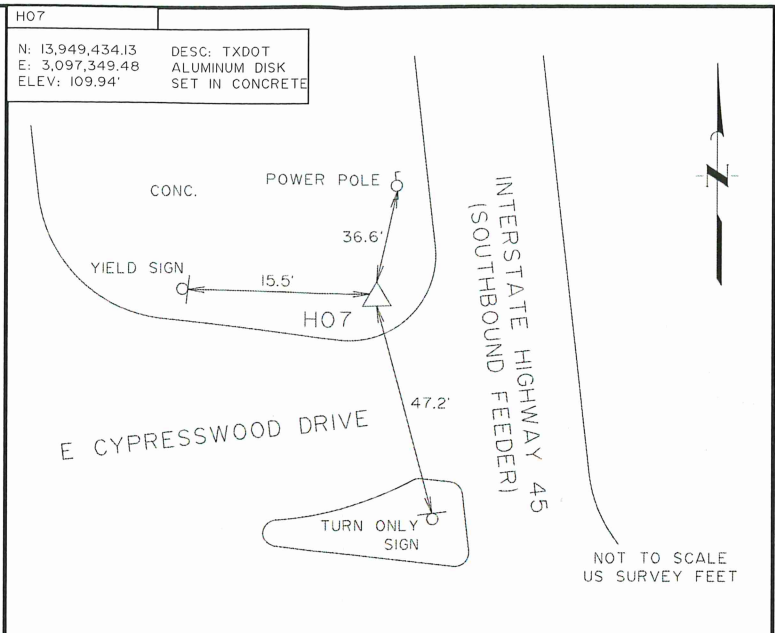 HO7
N: 13,949,434.13 DESC: TXDOT
E: 3,097,349.48 ALUMINUM DISK
ELEV: 109.94' SET IN CONCRETE
CONC.
POWER POLE
36.6'
YIELD SIGN
15.5'
HO7
INTERSTATE HIGHWAY 45
(SOUTHBOUND FEEDER)
N
47.2'
E CYPRESSWOOD DRIVE
TURN ONLY
SIGN
NOT TO SCALE
US SURVEY FEET